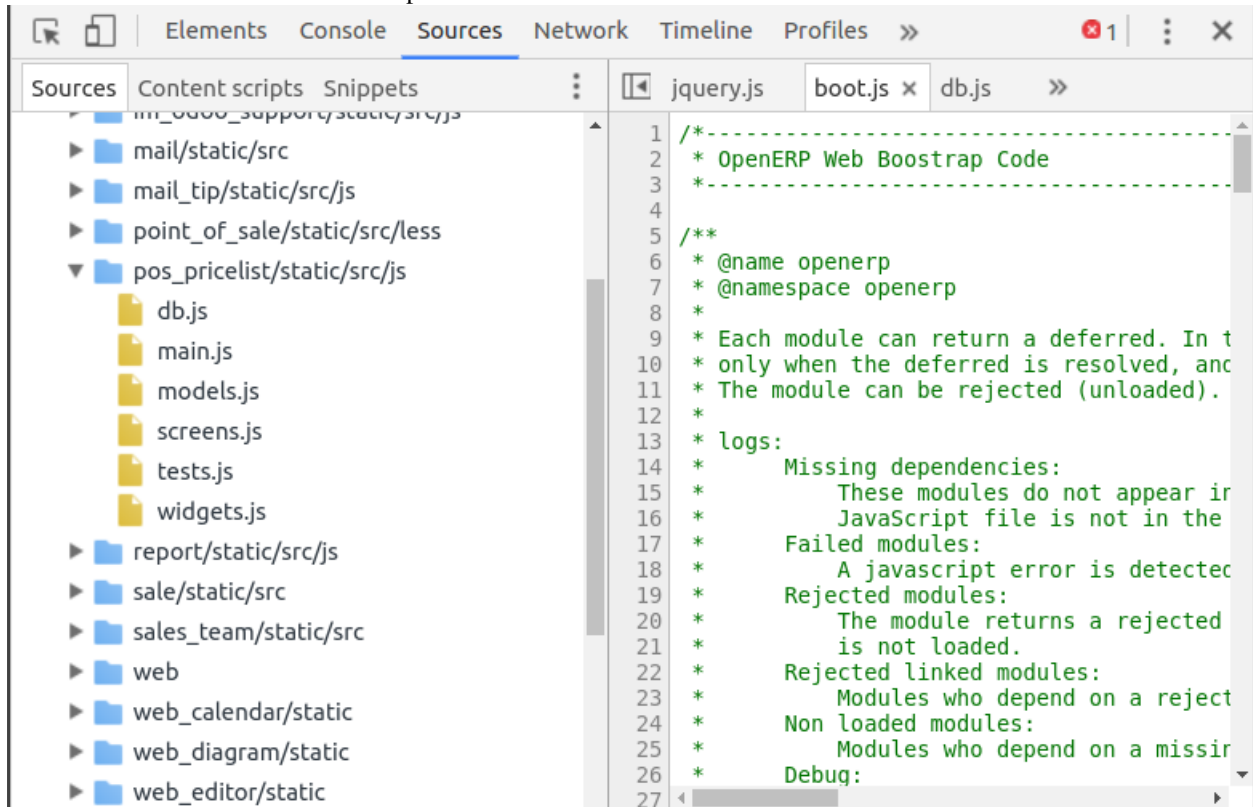 Elements Console Sources Network Timeline Profiles » 1
Sources Content scripts Snippets
im_odoo_support/static/src/js
mail/static/src
mail_tip/static/src/js
point_of_sale/static/src/less
pos_pricelist/static/src/js
db.js
main.js
models.js
screens.js
tests.js
widgets.js
report/static/src/js
sale/static/src
sales_team/static/src
web
web_calendar/static
web_diagram/static
web_editor/static
jquery.js boot.js × db.js »
1 /*----------------------------------------
2 * OpenERP Web Boostrap Code
3 *----------------------------------------
4
5 /**
6 * @name openerp
7 * @namespace openerp
8 *
9 * Each module can return a deferred. In t
10 * only when the deferred is resolved, and
11 * The module can be rejected (unloaded).
12 *
13 * logs:
14 * Missing dependencies:
15 * These modules do not appear in
16 * JavaScript file is not in the
17 * Failed modules:
18 * A javascript error is detected
19 * Rejected modules:
20 * The module returns a rejected
21 * is not loaded.
22 * Rejected linked modules:
23 * Modules who depend on a reject
24 * Non loaded modules:
25 * Modules who depend on a missin
26 * Debug:
27